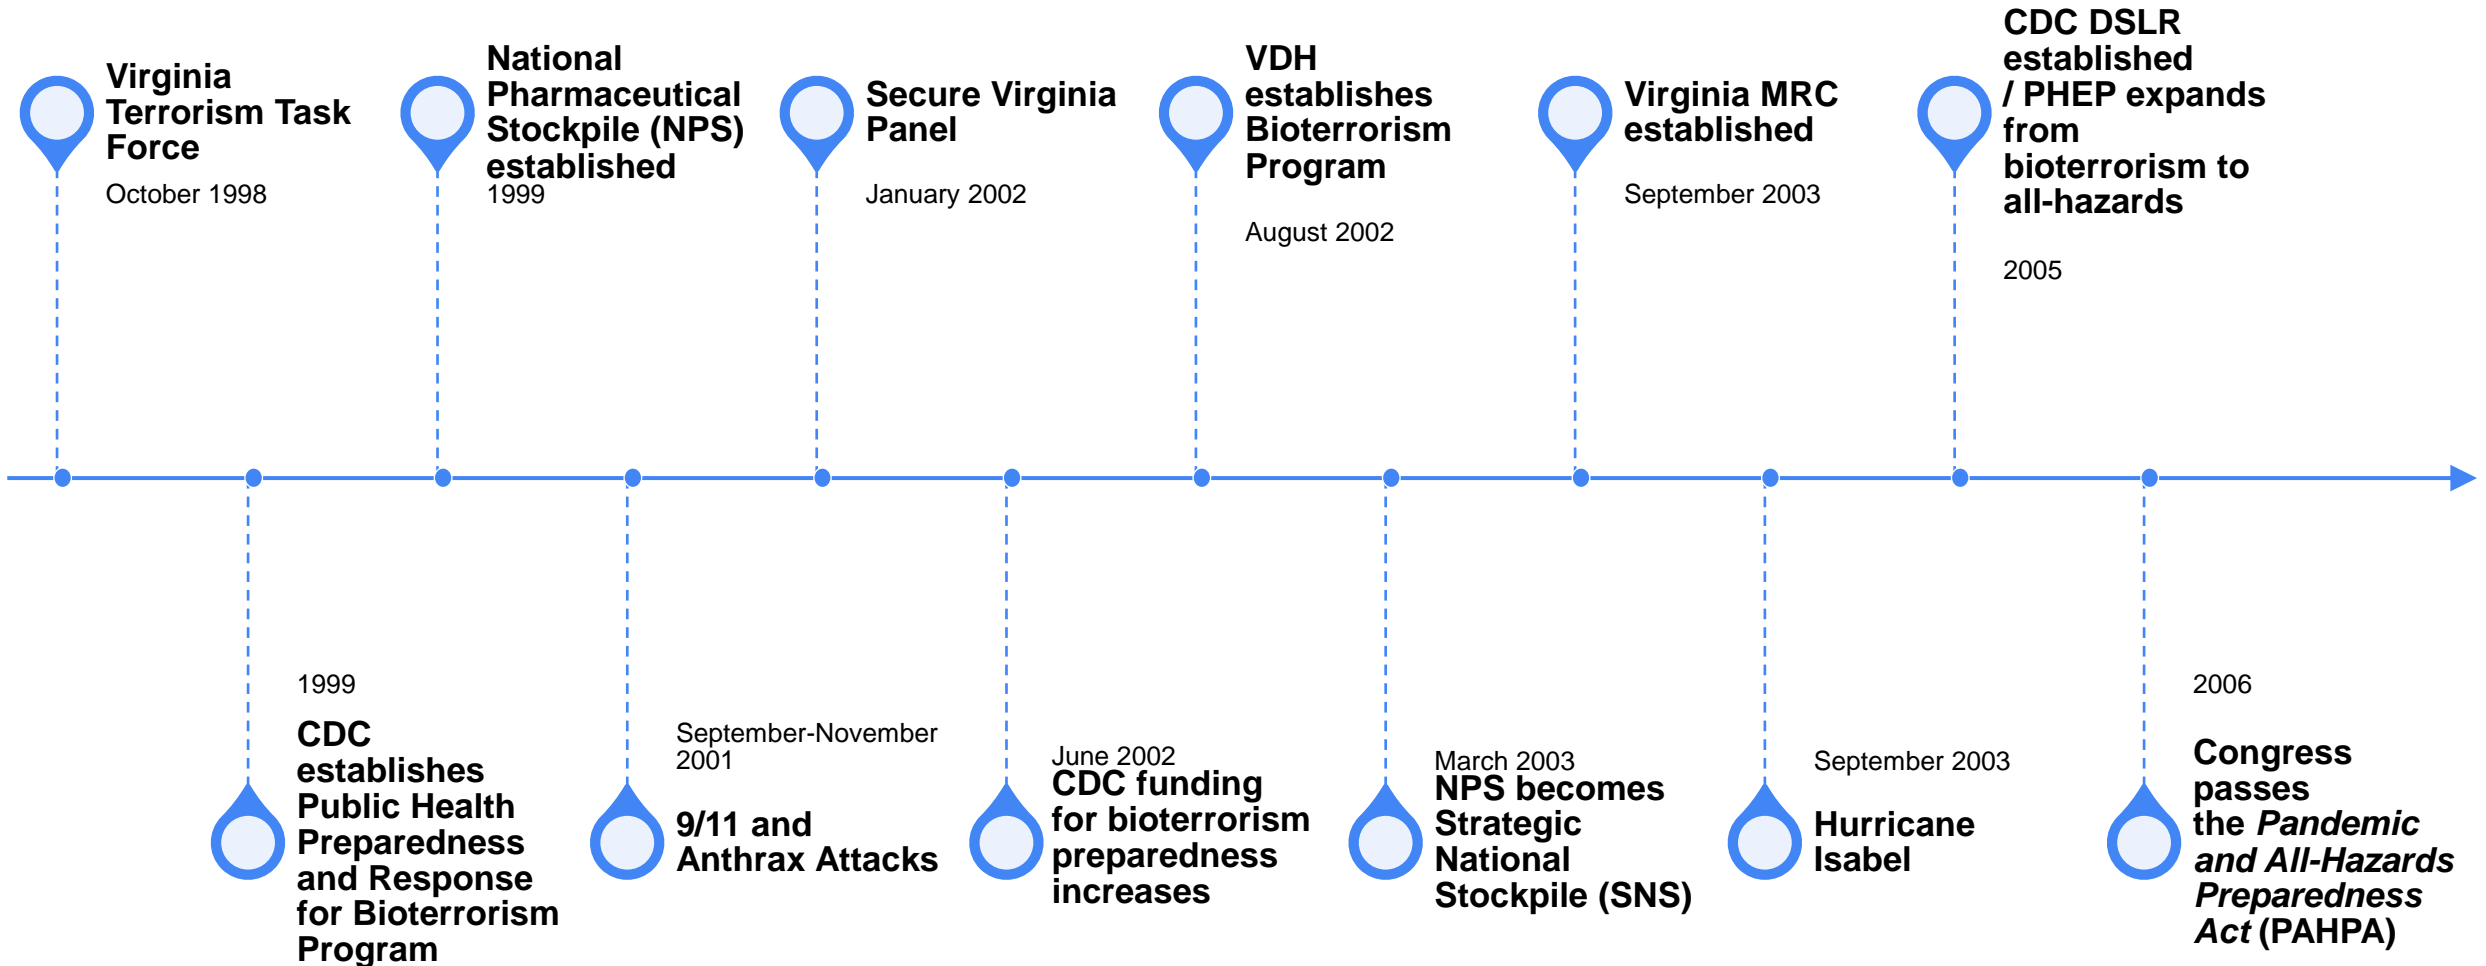 Virginia
Terrorism Task
Force
October 1998
1999
CDC
establishes
Public Health
Preparedness
and Response
for Bioterrorism
Program
National
Pharmaceutical
Stockpile (NPS)
established
1999
September-November
2001
9/11 and
Anthrax Attacks
Secure Virginia
Panel
January 2002
June 2002
CDC funding
for bioterrorism
preparedness
increases
VDH
establishes
Bioterrorism
Program
August 2002
March 2003
NPS becomes
Strategic
National
Stockpile (SNS)
Virginia MRC
established
September 2003
September 2003
Hurricane
Isabel
CDC DSLR
established
/ PHEP expands
from
bioterrorism to
all-hazards
2005
2006
Congress
passes
the Pandemic
and All-Hazards
Preparedness
Act (PAHPA)